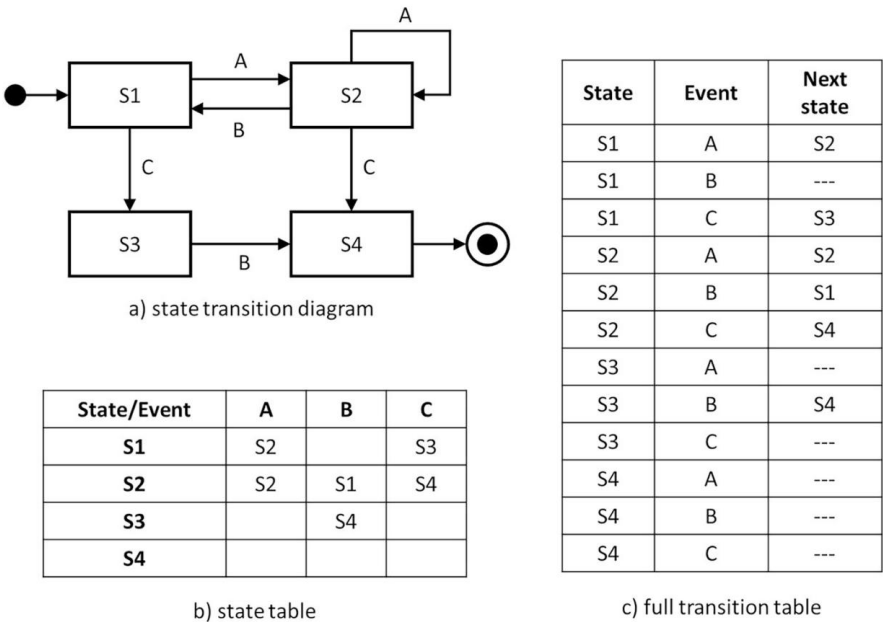 A
S1
A
S2
B
C
C
S3
B
S4
a) state transition diagram
State/Event A B C
S1 S2 S3
S2 S2 S1 S4
S3 S4
S4
b) state table
State Event Next
state
S1 A S2
S1 B ---
S1 C S3
S2 A S2
S2 B S1
S2 C S4
S3 A ---
S3 B S4
S3 C ---
S4 A ---
S4 B ---
S4 C ---
c) full transition table